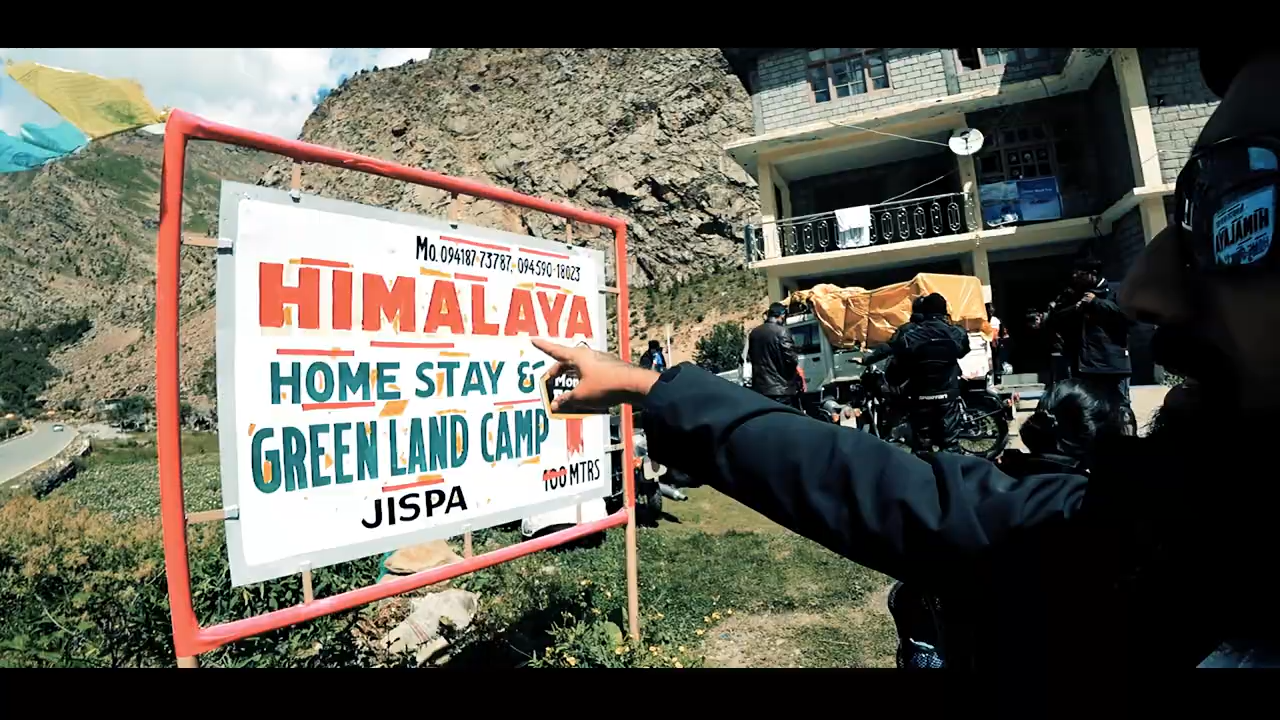 Mo. 094187 73787, 094590-18023
HIMALAYA
HOME STAY &
GREEN LAND CAMP
100 MTRS
JISPA